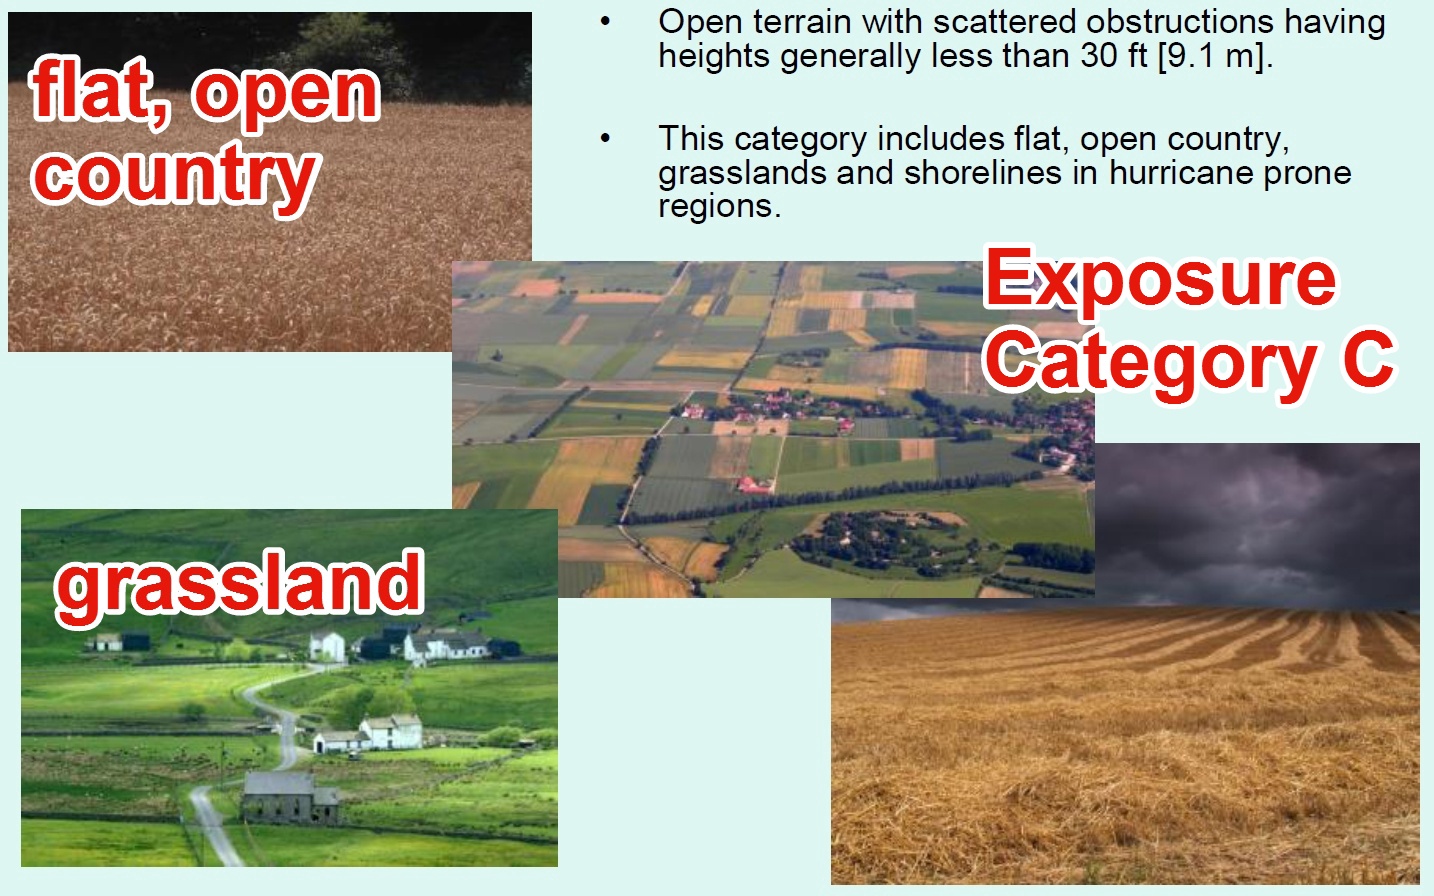 flat, open
country
• Open terrain with scattered obstructions having
heights generally less than 30 ft [9.1 m].
• This category includes flat, open country,
grasslands and shorelines in hurricane prone
regions.
Exposure
Category C
grassland